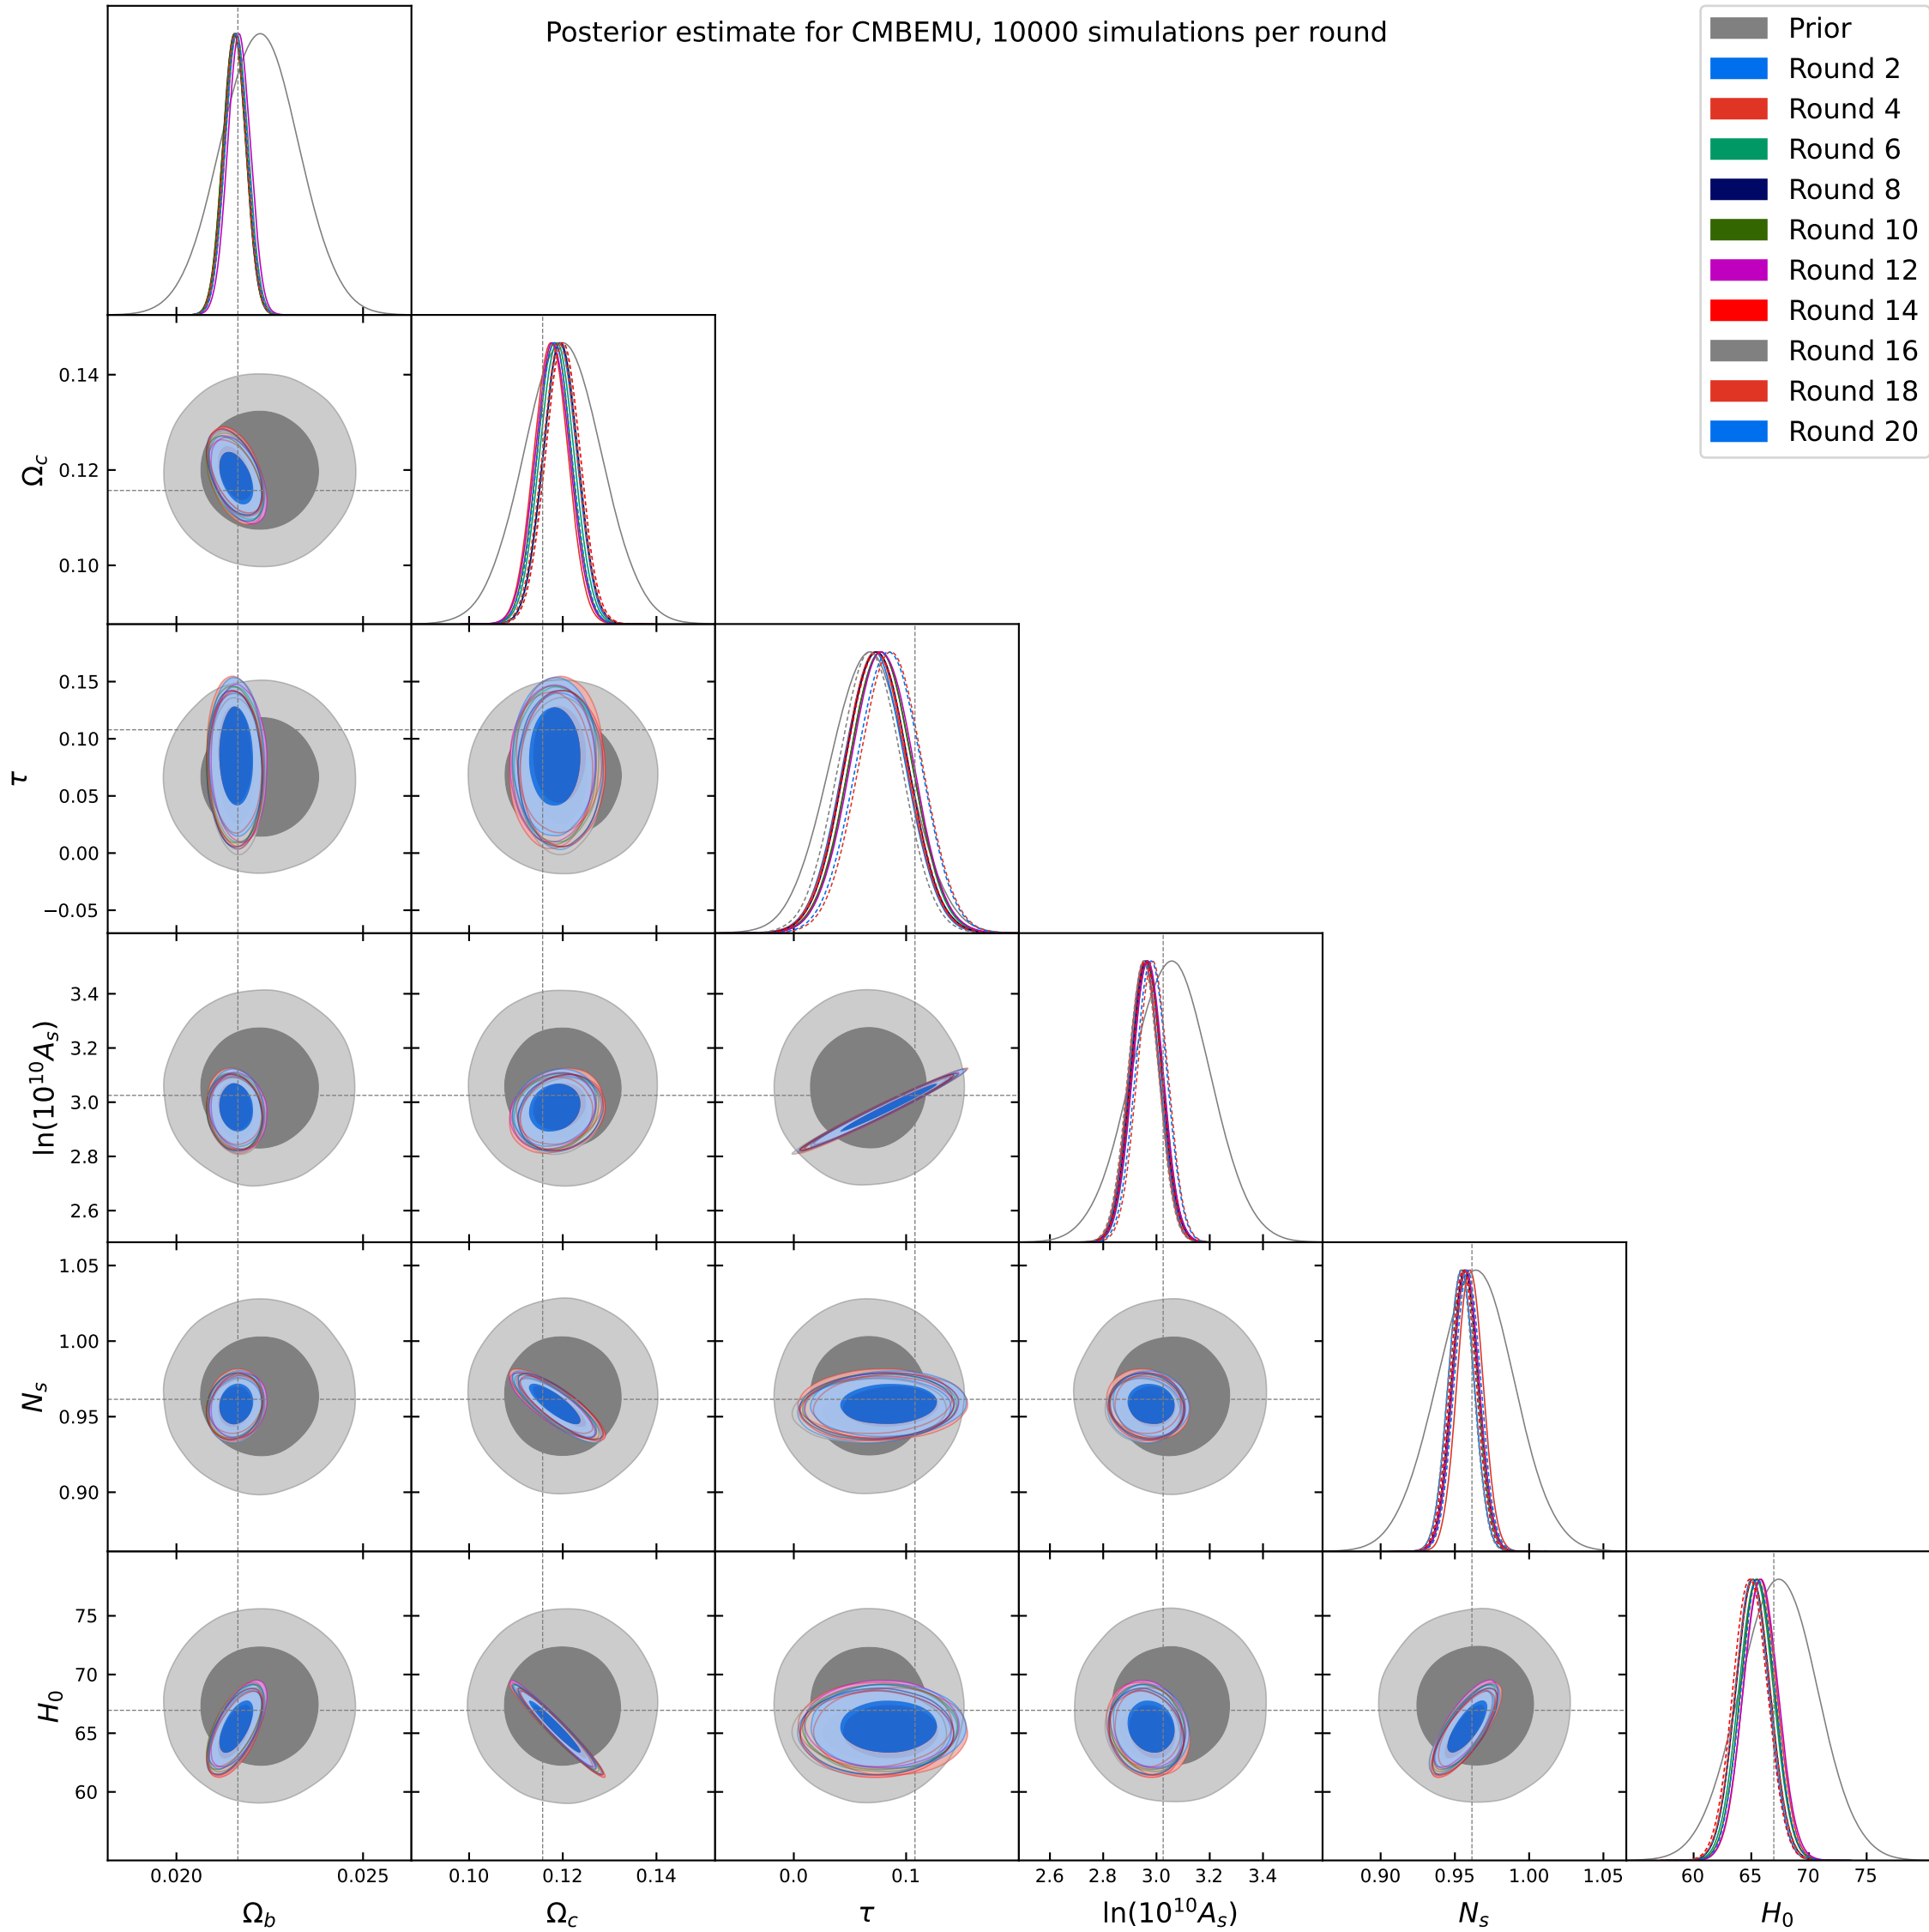 Posterior estimate for CMBEMU, 10000 simulations per round
Prior
Round 2
Round 4
Round 6
Round 8
Round 10
Round 12
Round 14
Round 16
Round 18
Round 20
0.14
0.12
0.10
Ω_c
0.15
0.10
0.05
0.00
−0.05
τ
3.4
3.2
3.0
2.8
2.6
ln(10^10 A_s)
1.05
1.00
0.95
0.90
N_s
75
70
65
60
H_0
0.020 0.025
0.10 0.12 0.14
0.0 0.1
2.6 2.8 3.0 3.2 3.4
0.90 0.95 1.00 1.05
60 65 70 75
Ω_b
Ω_c
τ
ln(10^10 A_s)
N_s
H_0